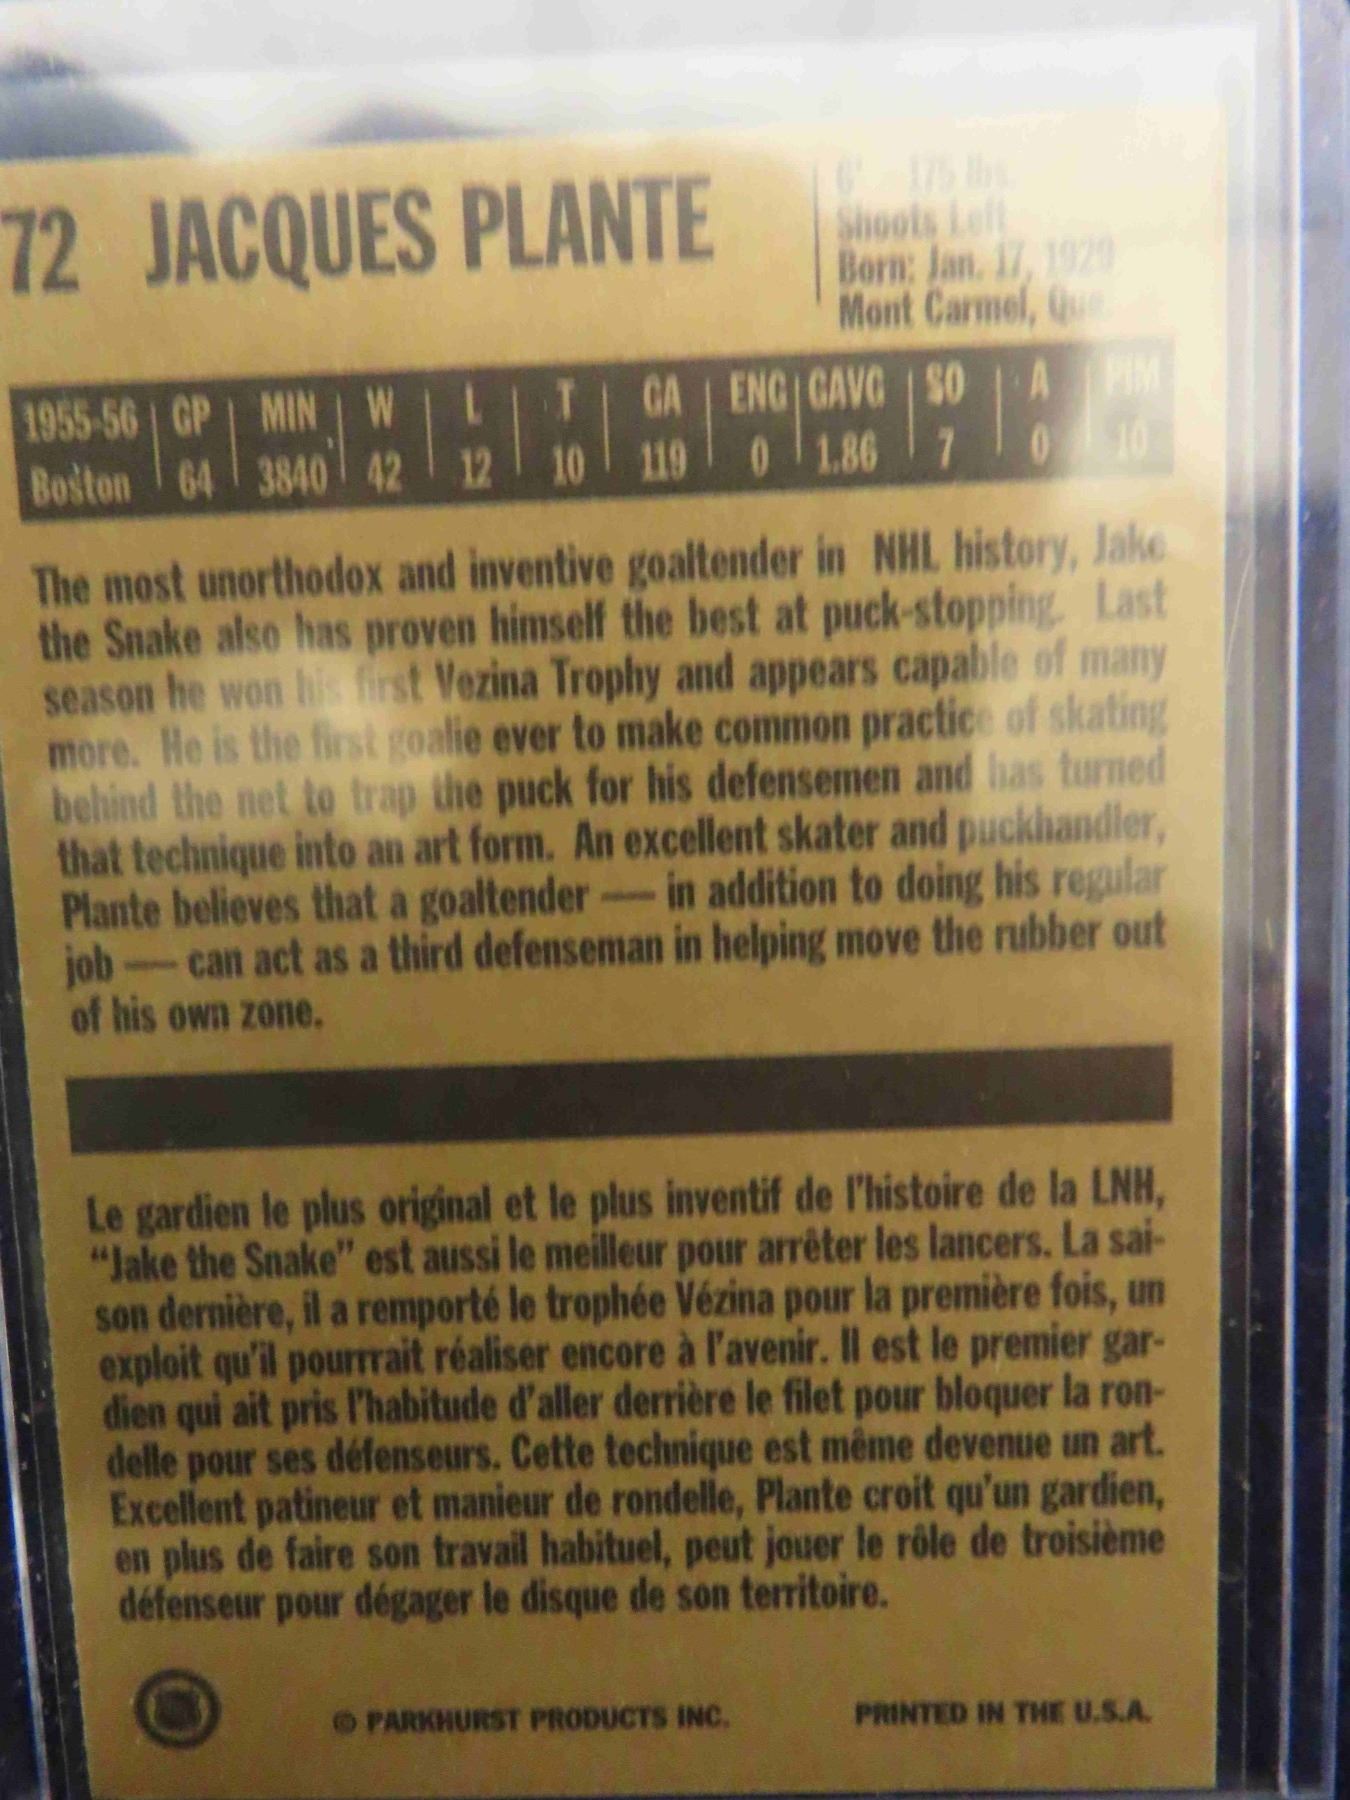 72 JACQUES PLANTE
6' 175 lbs.
Shoots Left
Born: Jan. 17, 1929
Mont Carmel, Que.
1955-56 GP MIN W L T GA ENG GAVG SO A PIM
Boston 64 3840 42 12 10 119 0 1.86 7 0 10
The most unorthodox and inventive goaltender in NHL history, Jake
the Snake also has proven himself the best at puck-stopping. Last
season he won his first Vezina Trophy and appears capable of many
more. He is the first goalie ever to make common practice of skating
behind the net to trap the puck for his defensemen and has turned
that technique into an art form. An excellent skater and puckhandler,
Plante believes that a goaltender — in addition to doing his regular
job — can act as a third defenseman in helping move the rubber out
of his own zone.
Le gardien le plus original et le plus inventif de l'histoire de la LNH,
"Jake the Snake" est aussi le meilleur pour arrêter les lancers. La sai-
son dernière, il a remporté le trophée Vézina pour la première fois, un
exploit qu'il pourrrait réaliser encore à l'avenir. Il est le premier gar-
dien qui ait pris l'habitude d'aller derrière le filet pour bloquer la ron-
delle pour ses défenseurs. Cette technique est même devenue un art.
Excellent patineur et manieur de rondelle, Plante croit qu'un gardien,
en plus de faire son travail habituel, peut jouer le rôle de troisième
défenseur pour dégager le disque de son territoire.
© PARKHURST PRODUCTS INC. PRINTED IN THE U.S.A.